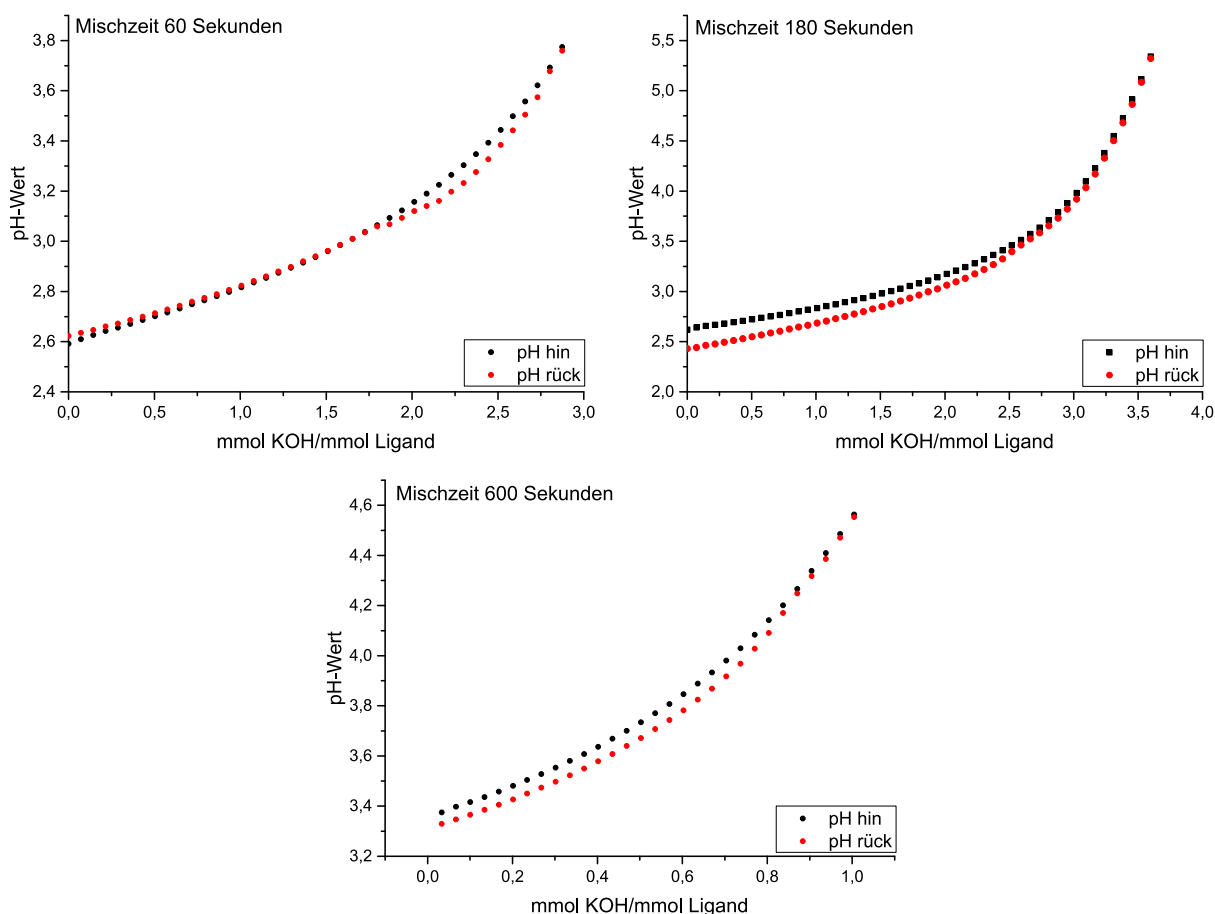 Mischzeit 60 Sekunden
3,8
3,6
3,4
3,2
3,0
2,8
2,6
2,4
pH-Wert
0,0 0,5 1,0 1,5 2,0 2,5 3,0
mmol KOH/mmol Ligand
pH hin
pH rück
Mischzeit 180 Sekunden
5,5
5,0
4,5
4,0
3,5
3,0
2,5
2,0
pH-Wert
0,0 0,5 1,0 1,5 2,0 2,5 3,0 3,5 4,0
mmol KOH/mmol Ligand
pH hin
pH rück
Mischzeit 600 Sekunden
4,6
4,4
4,2
4,0
3,8
3,6
3,4
3,2
pH-Wert
0,0 0,2 0,4 0,6 0,8 1,0
mmol KOH/mmol Ligand
pH hin
pH rück